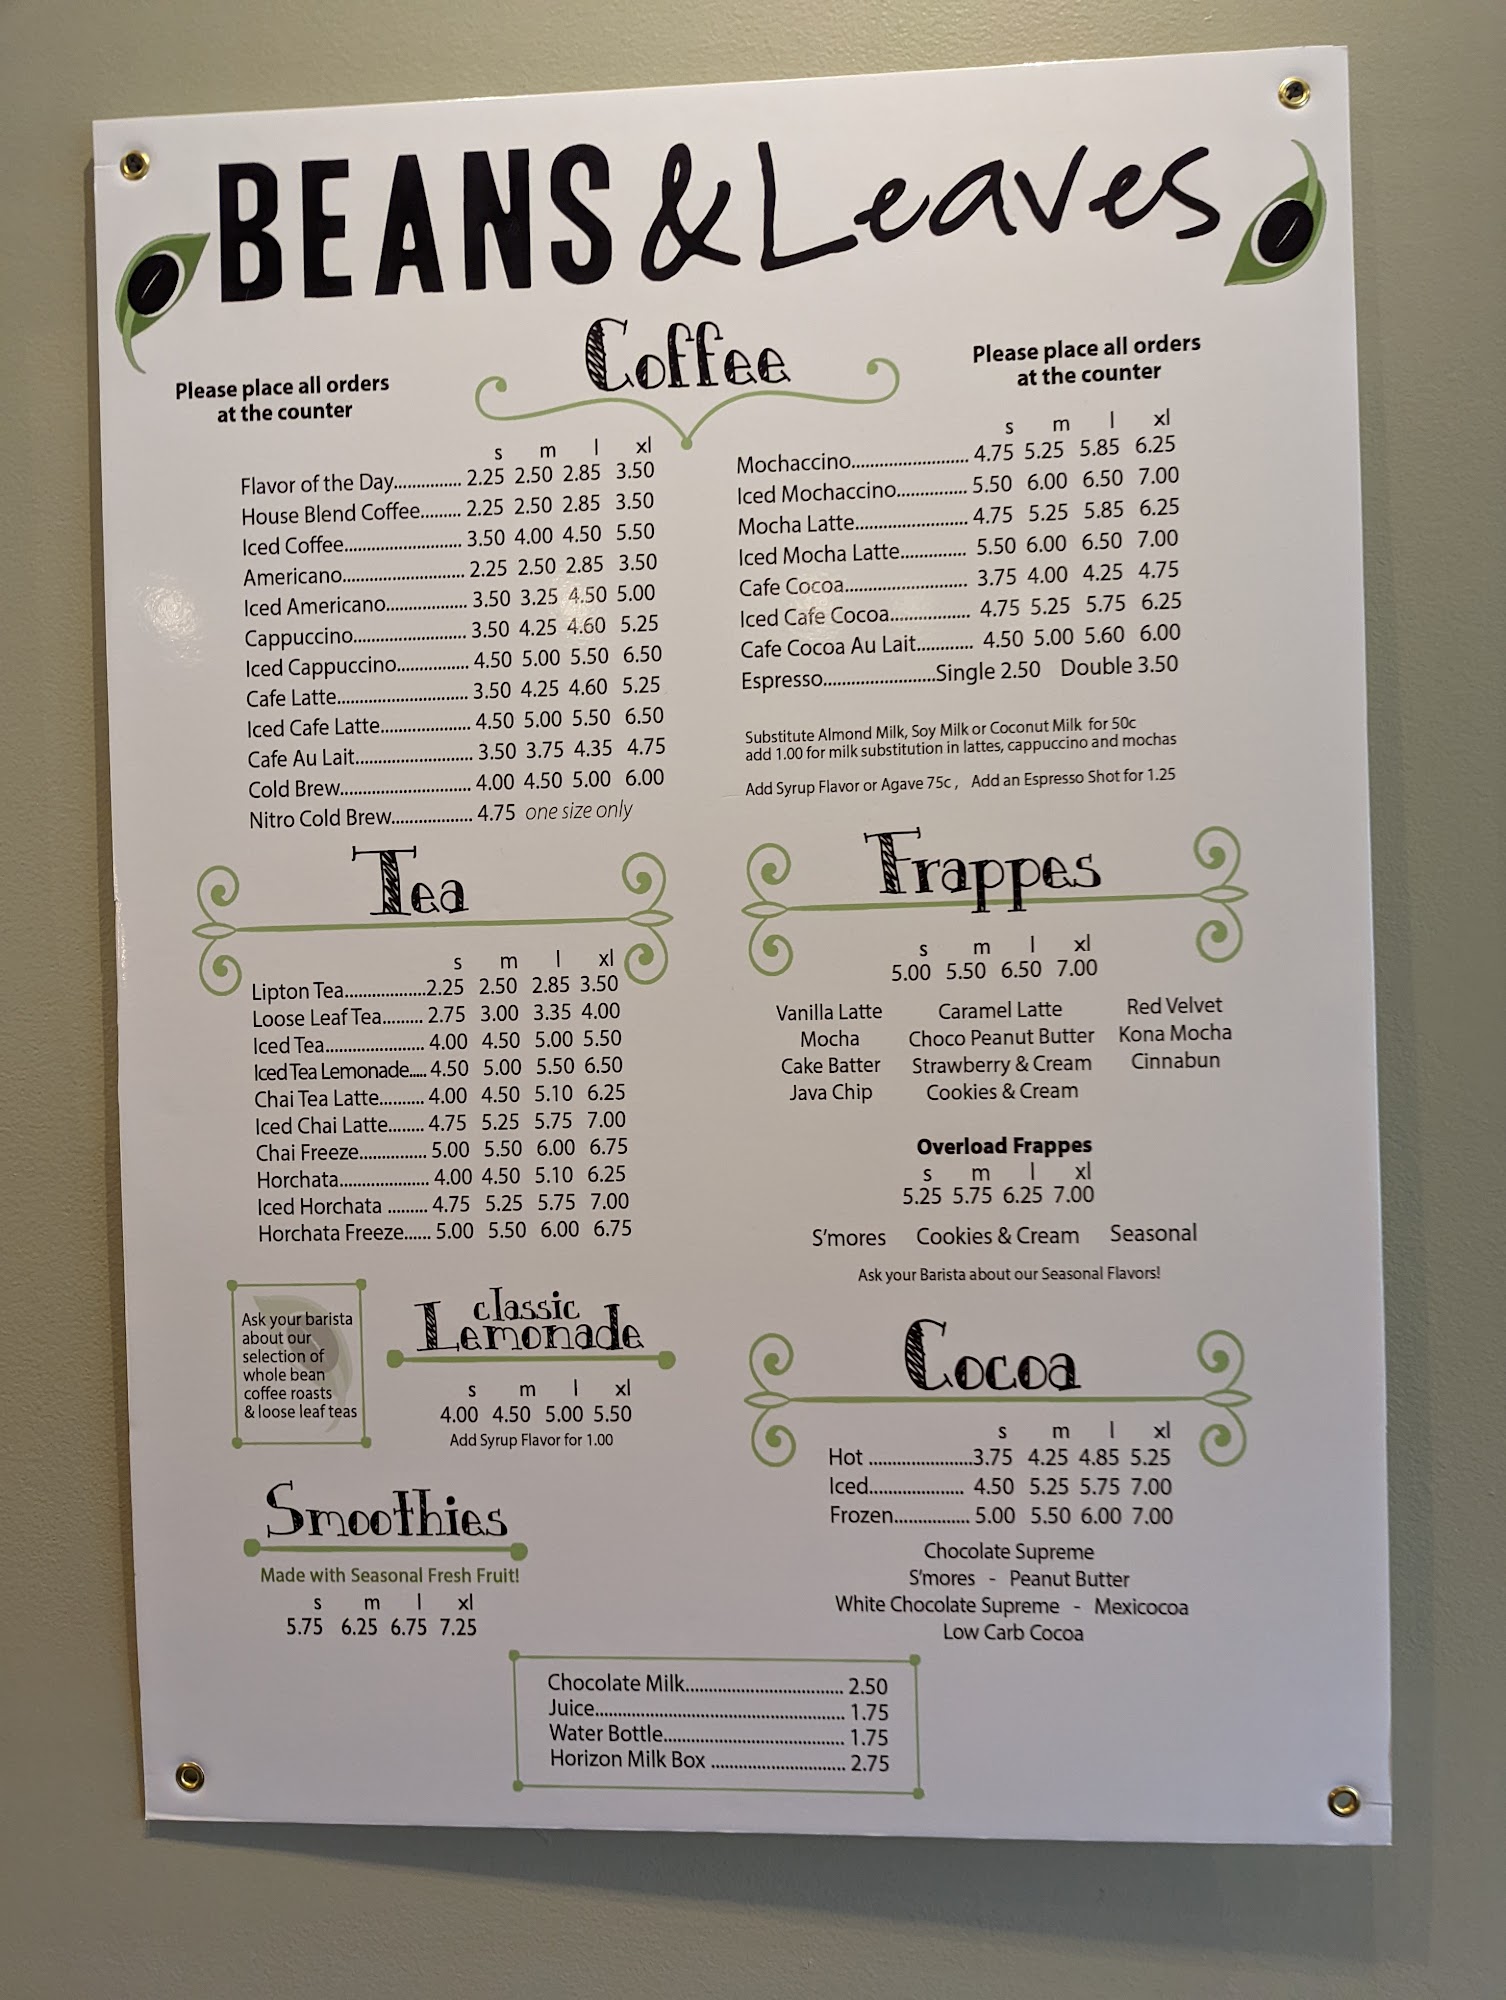 BEANS & Leaves
Coffee
Please place all orders
at the counter
Please place all orders
at the counter
s m l xl
Flavor of the Day............... 2.25 2.50 2.85 3.50
House Blend Coffee......... 2.25 2.50 2.85 3.50
Iced Coffee......................... 3.50 4.00 4.50 5.50
Americano.......................... 2.25 2.50 2.85 3.50
Iced Americano................. 3.50 3.25 4.50 5.00
Cappuccino........................ 3.50 4.25 4.60 5.25
Iced Cappuccino............... 4.50 5.00 5.50 6.50
Cafe Latte............................ 3.50 4.25 4.60 5.25
Iced Cafe Latte................... 4.50 5.00 5.50 6.50
Cafe Au Lait......................... 3.50 3.75 4.35 4.75
Cold Brew............................ 4.00 4.50 5.00 6.00
Nitro Cold Brew................. 4.75 one size only
s m l xl
Mochaccino......................... 4.75 5.25 5.85 6.25
Iced Mochaccino............... 5.50 6.00 6.50 7.00
Mocha Latte........................ 4.75 5.25 5.85 6.25
Iced Mocha Latte.............. 5.50 6.00 6.50 7.00
Cafe Cocoa.......................... 3.75 4.00 4.25 4.75
Iced Cafe Cocoa................. 4.75 5.25 5.75 6.25
Cafe Cocoa Au Lait............ 4.50 5.00 5.60 6.00
Espresso........................Single 2.50 Double 3.50
Substitute Almond Milk, Soy Milk or Coconut Milk for 50c
add 1.00 for milk substitution in lattes, cappuccino and mochas
Add Syrup Flavor or Agave 75c , Add an Espresso Shot for 1.25
Tea
s m l xl
Lipton Tea..................2.25 2.50 2.85 3.50
Loose Leaf Tea......... 2.75 3.00 3.35 4.00
Iced Tea...................... 4.00 4.50 5.00 5.50
Iced Tea Lemonade..... 4.50 5.00 5.50 6.50
Chai Tea Latte.......... 4.00 4.50 5.10 6.25
Iced Chai Latte........ 4.75 5.25 5.75 7.00
Chai Freeze............... 5.00 5.50 6.00 6.75
Horchata.................... 4.00 4.50 5.10 6.25
Iced Horchata ......... 4.75 5.25 5.75 7.00
Horchata Freeze...... 5.00 5.50 6.00 6.75
Frappes
s m l xl
5.00 5.50 6.50 7.00
Vanilla Latte Caramel Latte Red Velvet
Mocha Choco Peanut Butter Kona Mocha
Cake Batter Strawberry & Cream Cinnabun
Java Chip Cookies & Cream
Overload Frappes
s m l xl
5.25 5.75 6.25 7.00
S'mores Cookies & Cream Seasonal
Ask your Barista about our Seasonal Flavors!
Ask your barista
about our
selection of
whole bean
coffee roasts
& loose leaf teas
classic
Lemonade
s m l xl
4.00 4.50 5.00 5.50
Add Syrup Flavor for 1.00
Cocoa
s m l xl
Hot ......................3.75 4.25 4.85 5.25
Iced.................... 4.50 5.25 5.75 7.00
Frozen................ 5.00 5.50 6.00 7.00
Chocolate Supreme
S'mores - Peanut Butter
White Chocolate Supreme - Mexicocoa
Low Carb Cocoa
Smoothies
Made with Seasonal Fresh Fruit!
s m l xl
5.75 6.25 6.75 7.25
Chocolate Milk................................. 2.50
Juice.................................................... 1.75
Water Bottle...................................... 1.75
Horizon Milk Box ............................ 2.75